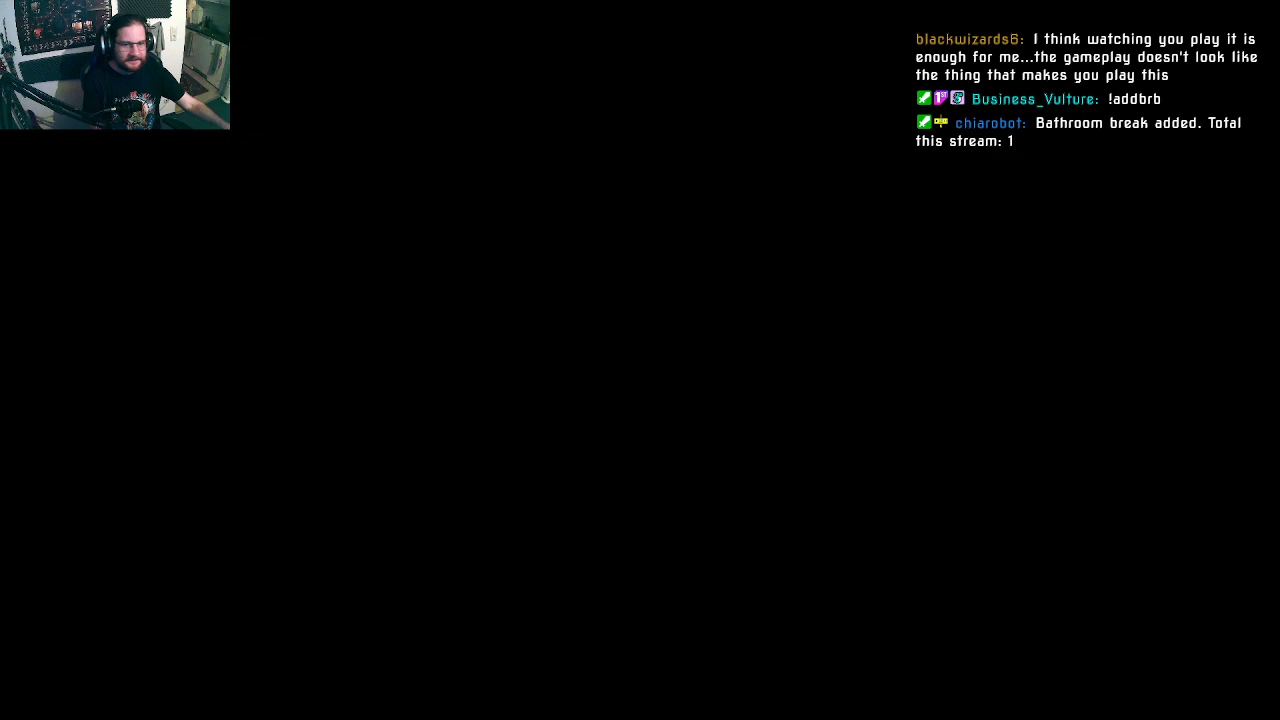 blackwizards6: I think watching you play it is
enough for me...the gameplay doesn't look like
the thing that makes you play this
1ST Business_Vulture: !addbrb
chiarobot: Bathroom break added. Total
this stream: 1